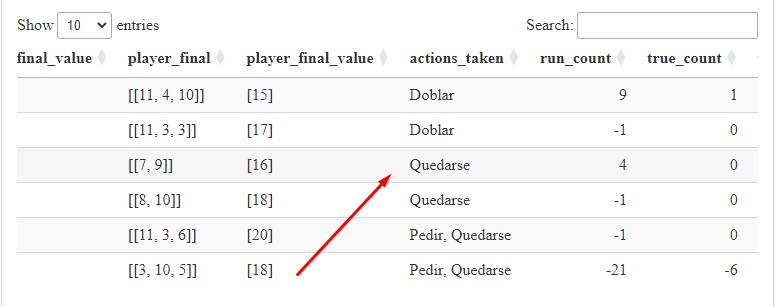 Show 10 entries Search:
final_value player_final player_final_value actions_taken run_count true_count
[[11, 4, 10]] [15] Doblar 9 1
[[11, 3, 3]] [17] Doblar -1 0
[[7, 9]] [16] Quedarse 4 0
[[8, 10]] [18] Quedarse -1 0
[[11, 3, 6]] [20] Pedir, Quedarse -1 0
[[3, 10, 5]] [18] Pedir, Quedarse -21 -6